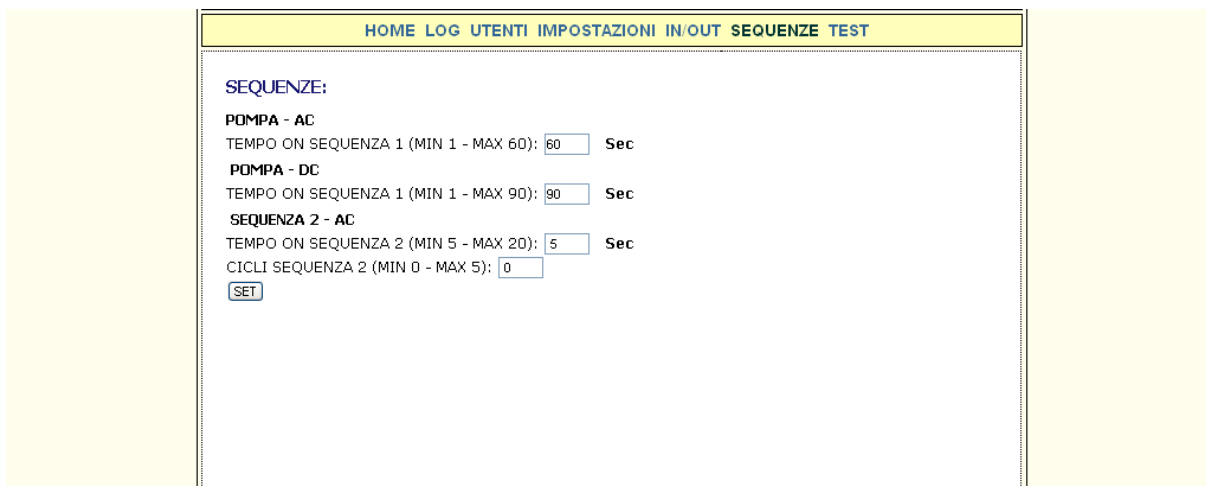 HOME LOG UTENTI IMPOSTAZIONI IN/OUT SEQUENZE TEST
SEQUENZE:
POMPA - AC
TEMPO ON SEQUENZA 1 (MIN 1 - MAX 60): 60 Sec
POMPA - DC
TEMPO ON SEQUENZA 1 (MIN 1 - MAX 90): 90 Sec
SEQUENZA 2 - AC
TEMPO ON SEQUENZA 2 (MIN 5 - MAX 20): 5 Sec
CICLI SEQUENZA 2 (MIN 0 - MAX 5): 0
SET